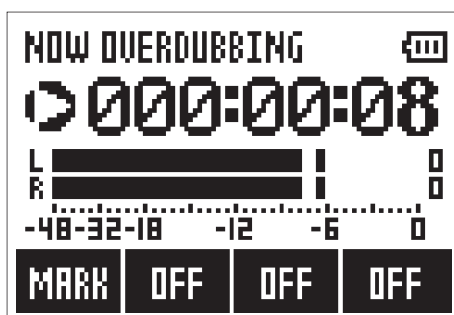 NOW OVERDUBBING
000:00:08
L 0
R 0
-48-32-18 -12 -6 0
MARK OFF OFF OFF